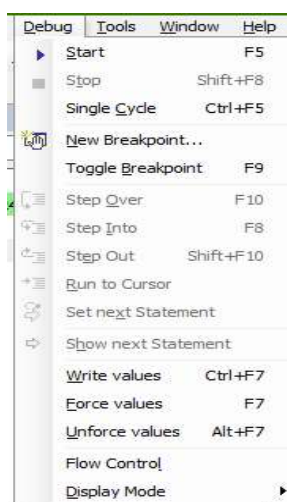 Debug Tools Window Help
Start F5
Stop Shift+F8
Single Cycle Ctrl+F5
New Breakpoint...
Toggle Breakpoint F9
Step Over F10
Step Into F8
Step Out Shift+F10
Run to Cursor
Set next Statement
Show next Statement
Write values Ctrl+F7
Force values F7
Unforce values Alt+F7
Flow Control
Display Mode